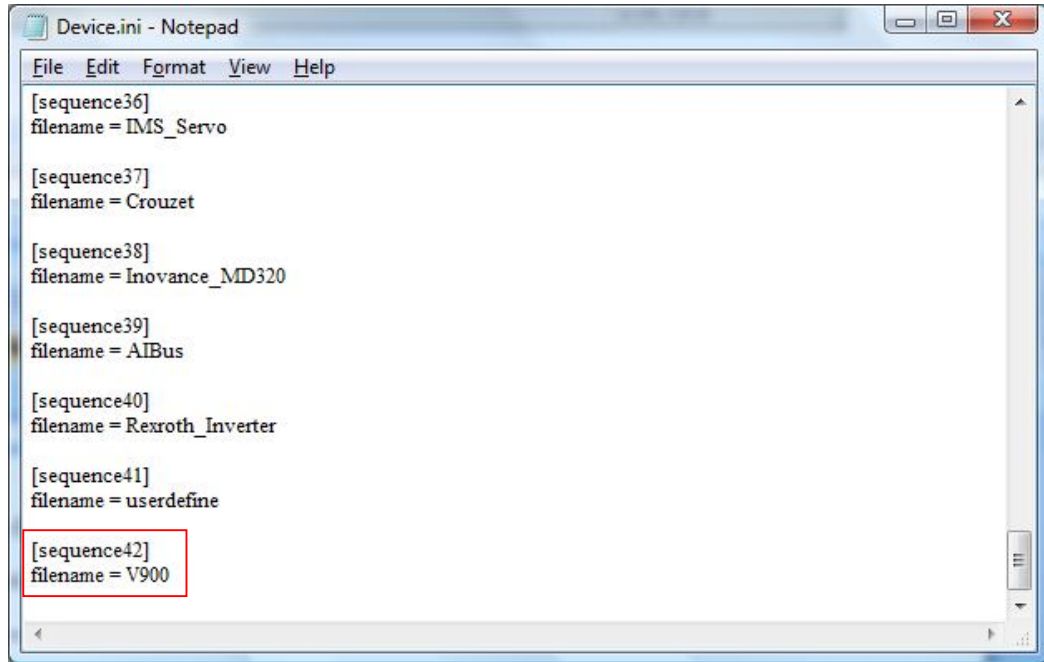 Device.ini - Notepad
File Edit Format View Help
[sequence36]
filename = IMS_Servo
[sequence37]
filename = Crouzet
[sequence38]
filename = Inovance_MD320
[sequence39]
filename = AIBus
[sequence40]
filename = Rexroth_Inverter
[sequence41]
filename = userdefine
[sequence42]
filename = V900